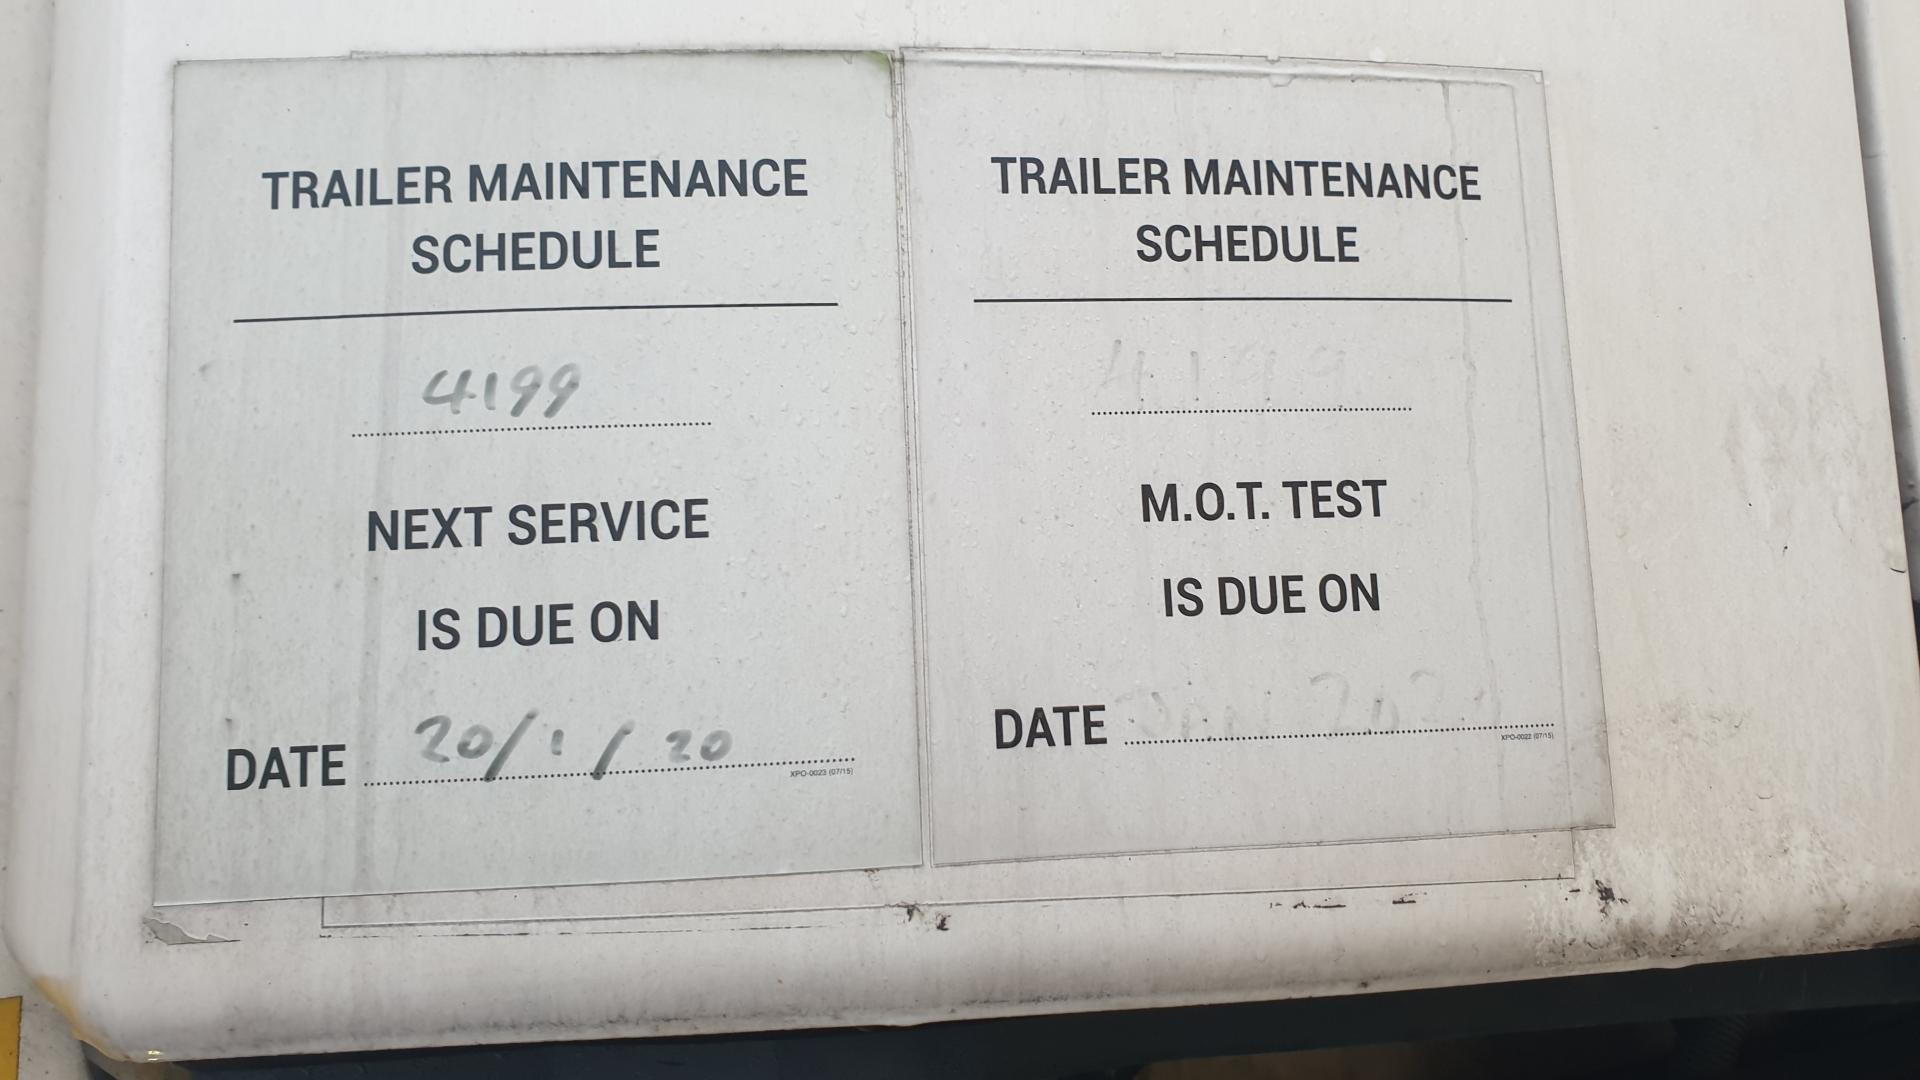 TRAILER MAINTENANCE
SCHEDULE
4199
NEXT SERVICE
IS DUE ON
DATE 20/1/20
XPO-0023 (07/15)
TRAILER MAINTENANCE
SCHEDULE
4199
M.O.T. TEST
IS DUE ON
DATE
XPO-0022 (07/15)